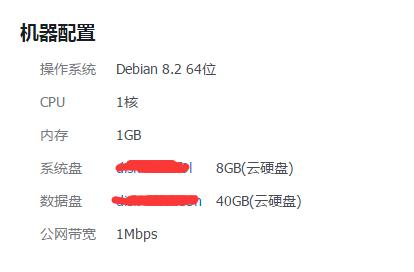 机器配置
操作系统 Debian 8.2 64位
CPU 1核
内存 1GB
系统盘 8GB(云硬盘)
数据盘 40GB(云硬盘)
公网带宽 1Mbps